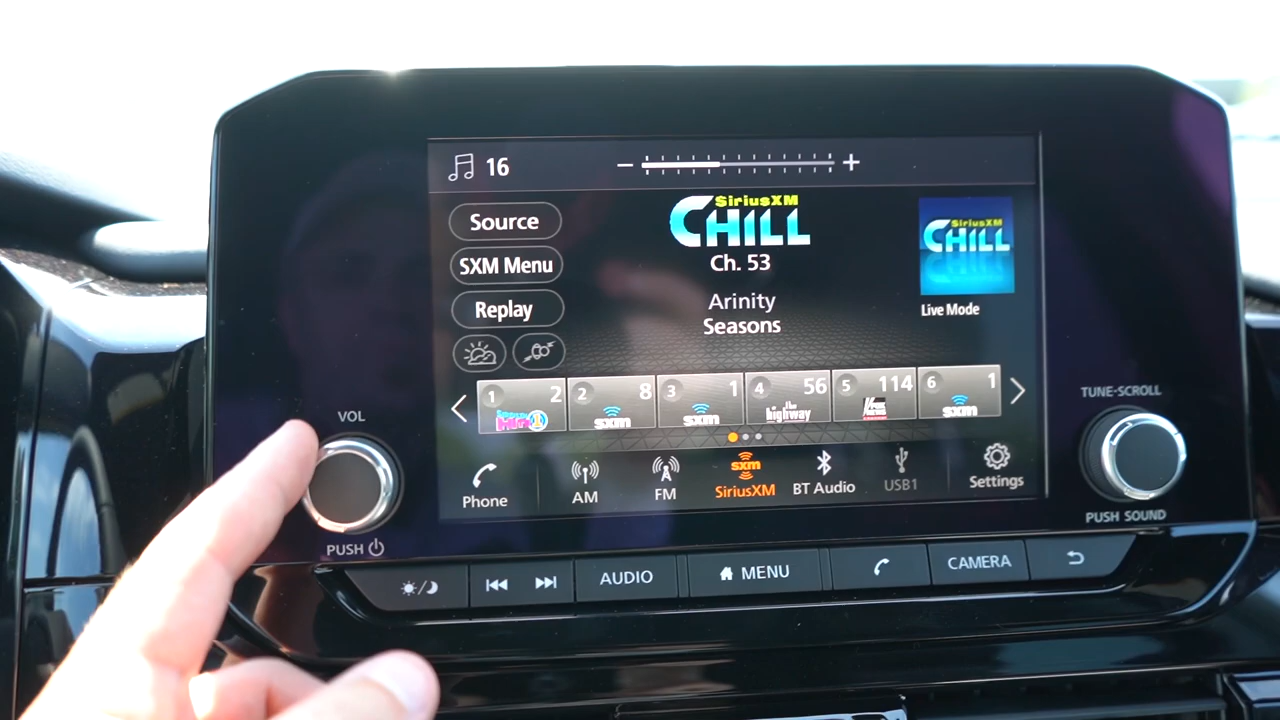 16
Source
SXM Menu
Replay
SiriusXM
CHILL
Ch. 53
Arinity
Seasons
SiriusXM
CHILL
Live Mode
1 2
2 8 sxm
3 1 sxm
4 56 the highway
5 114
6 1 sxm
Phone
AM
FM
sxm
SiriusXM
BT Audio
USB1
Settings
VOL
PUSH
TUNE-SCROLL
PUSH SOUND
AUDIO
MENU
CAMERA